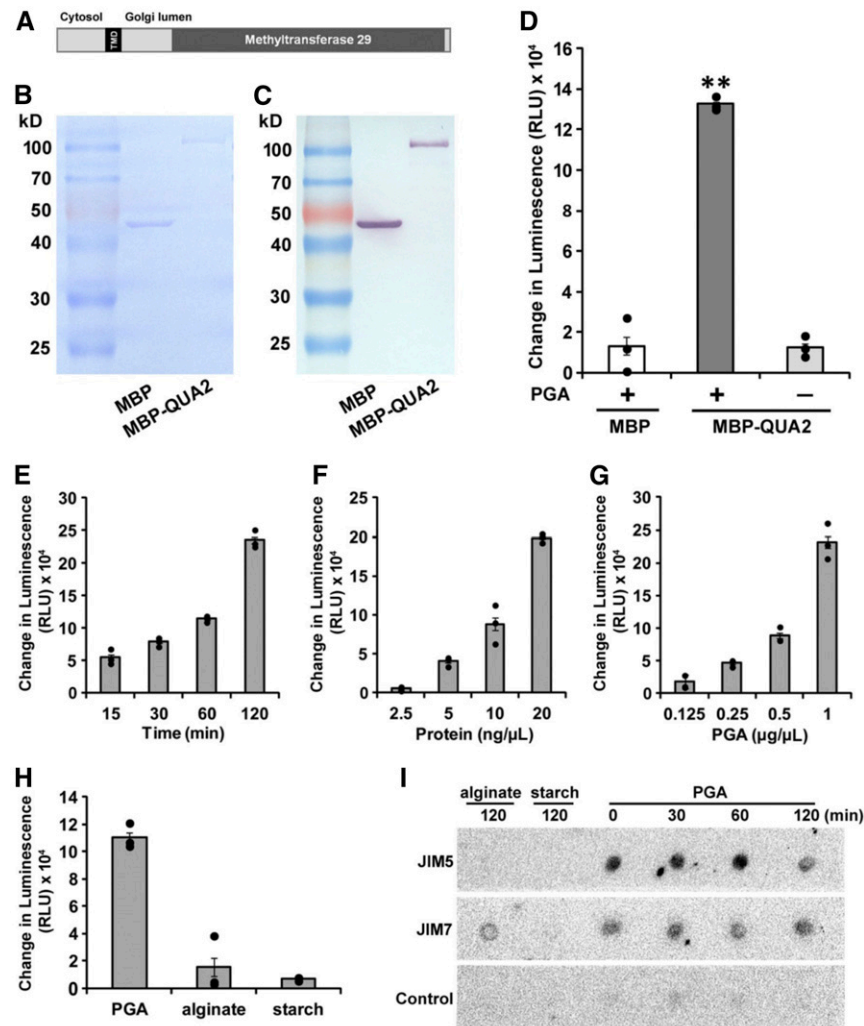 A
Cytosol Golgi lumen
TMD
Methyltransferase 29
B
kD
100
70
50
40
30
25
MBP
MBP-QUA2
C
kD
100
70
50
40
30
25
MBP
MBP-QUA2
D
Change in Luminescence (RLU) x 10⁴
16
14
12
10
8
6
4
2
0
**
PGA + + –
MBP MBP-QUA2
E
Change in Luminescence
(RLU) x 10⁴
30
25
20
15
10
5
0
15 30 60 120
Time (min)
F
Change in Luminescence
(RLU) x 10⁴
25
20
15
10
5
0
2.5 5 10 20
Protein (ng/µL)
G
Change in Luminescence
(RLU) x 10⁴
30
25
20
15
10
5
0
0.125 0.25 0.5 1
PGA (µg/µL)
H
Change in Luminescence
(RLU) x 10⁴
14
12
10
8
6
4
2
0
PGA alginate starch
I
alginate starch PGA
120 120 0 30 60 120 (min)
JIM5
JIM7
Control